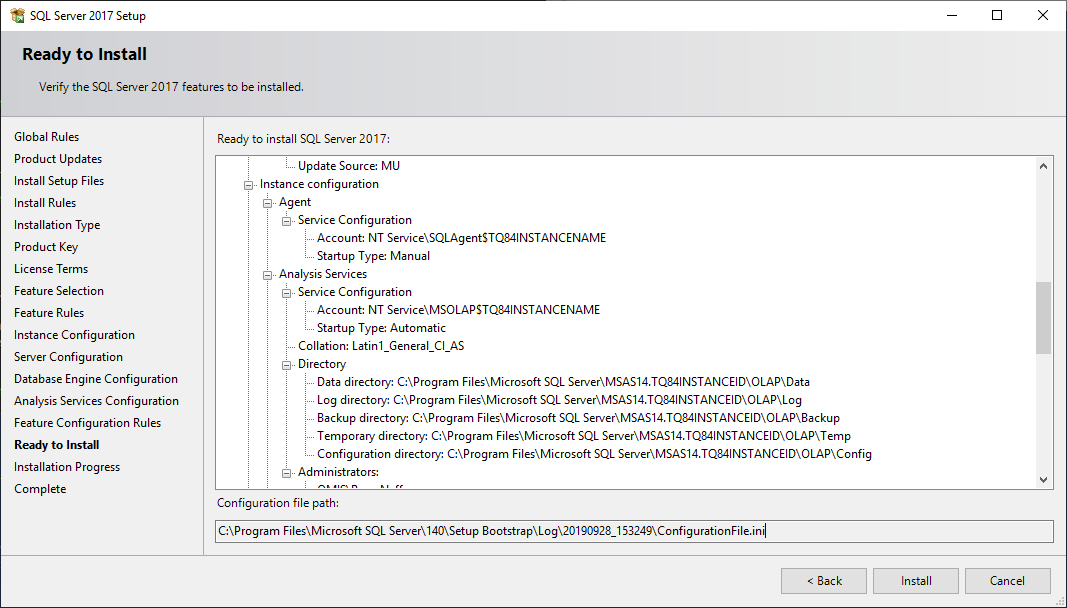 SQL Server 2017 Setup
Ready to Install
Verify the SQL Server 2017 features to be installed.
Global Rules
Product Updates
Install Setup Files
Install Rules
Installation Type
Product Key
License Terms
Feature Selection
Feature Rules
Instance Configuration
Server Configuration
Database Engine Configuration
Analysis Services Configuration
Feature Configuration Rules
Ready to Install
Installation Progress
Complete
Ready to install SQL Server 2017:
Update Source: MU
Instance configuration
Agent
Service Configuration
Account: NT Service\SQLAgent$TQ84INSTANCENAME
Startup Type: Manual
Analysis Services
Service Configuration
Account: NT Service\MSOLAP$TQ84INSTANCENAME
Startup Type: Automatic
Collation: Latin1_General_CI_AS
Directory
Data directory: C:\Program Files\Microsoft SQL Server\MSAS14.TQ84INSTANCEID\OLAP\Data
Log directory: C:\Program Files\Microsoft SQL Server\MSAS14.TQ84INSTANCEID\OLAP\Log
Backup directory: C:\Program Files\Microsoft SQL Server\MSAS14.TQ84INSTANCEID\OLAP\Backup
Temporary directory: C:\Program Files\Microsoft SQL Server\MSAS14.TQ84INSTANCEID\OLAP\Temp
Configuration directory: C:\Program Files\Microsoft SQL Server\MSAS14.TQ84INSTANCEID\OLAP\Config
Administrators:
Configuration file path:
C:\Program Files\Microsoft SQL Server\140\Setup Bootstrap\Log\20190928_153249\ConfigurationFile.ini
< Back
Install
Cancel